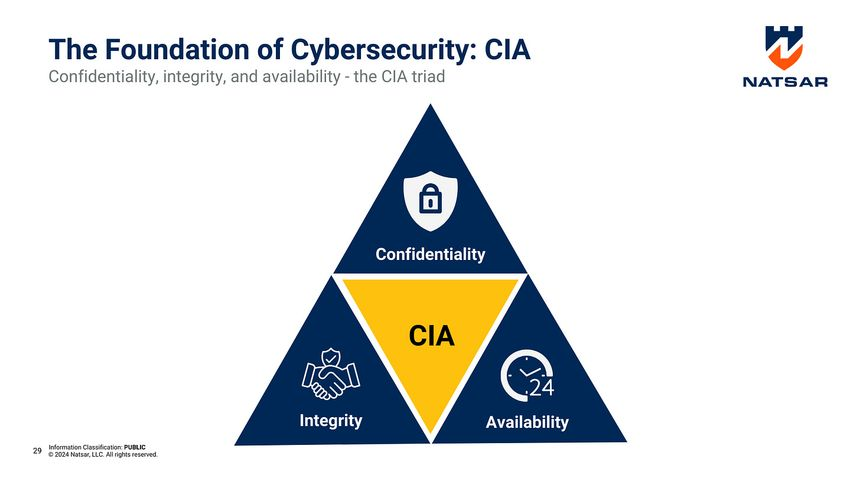 The Foundation of Cybersecurity: CIA
Confidentiality, integrity, and availability - the CIA triad
NATSAR
Confidentiality
CIA
24
Integrity
Availability
29
Information Classification: PUBLIC
© 2024 Natsar, LLC. All rights reserved.